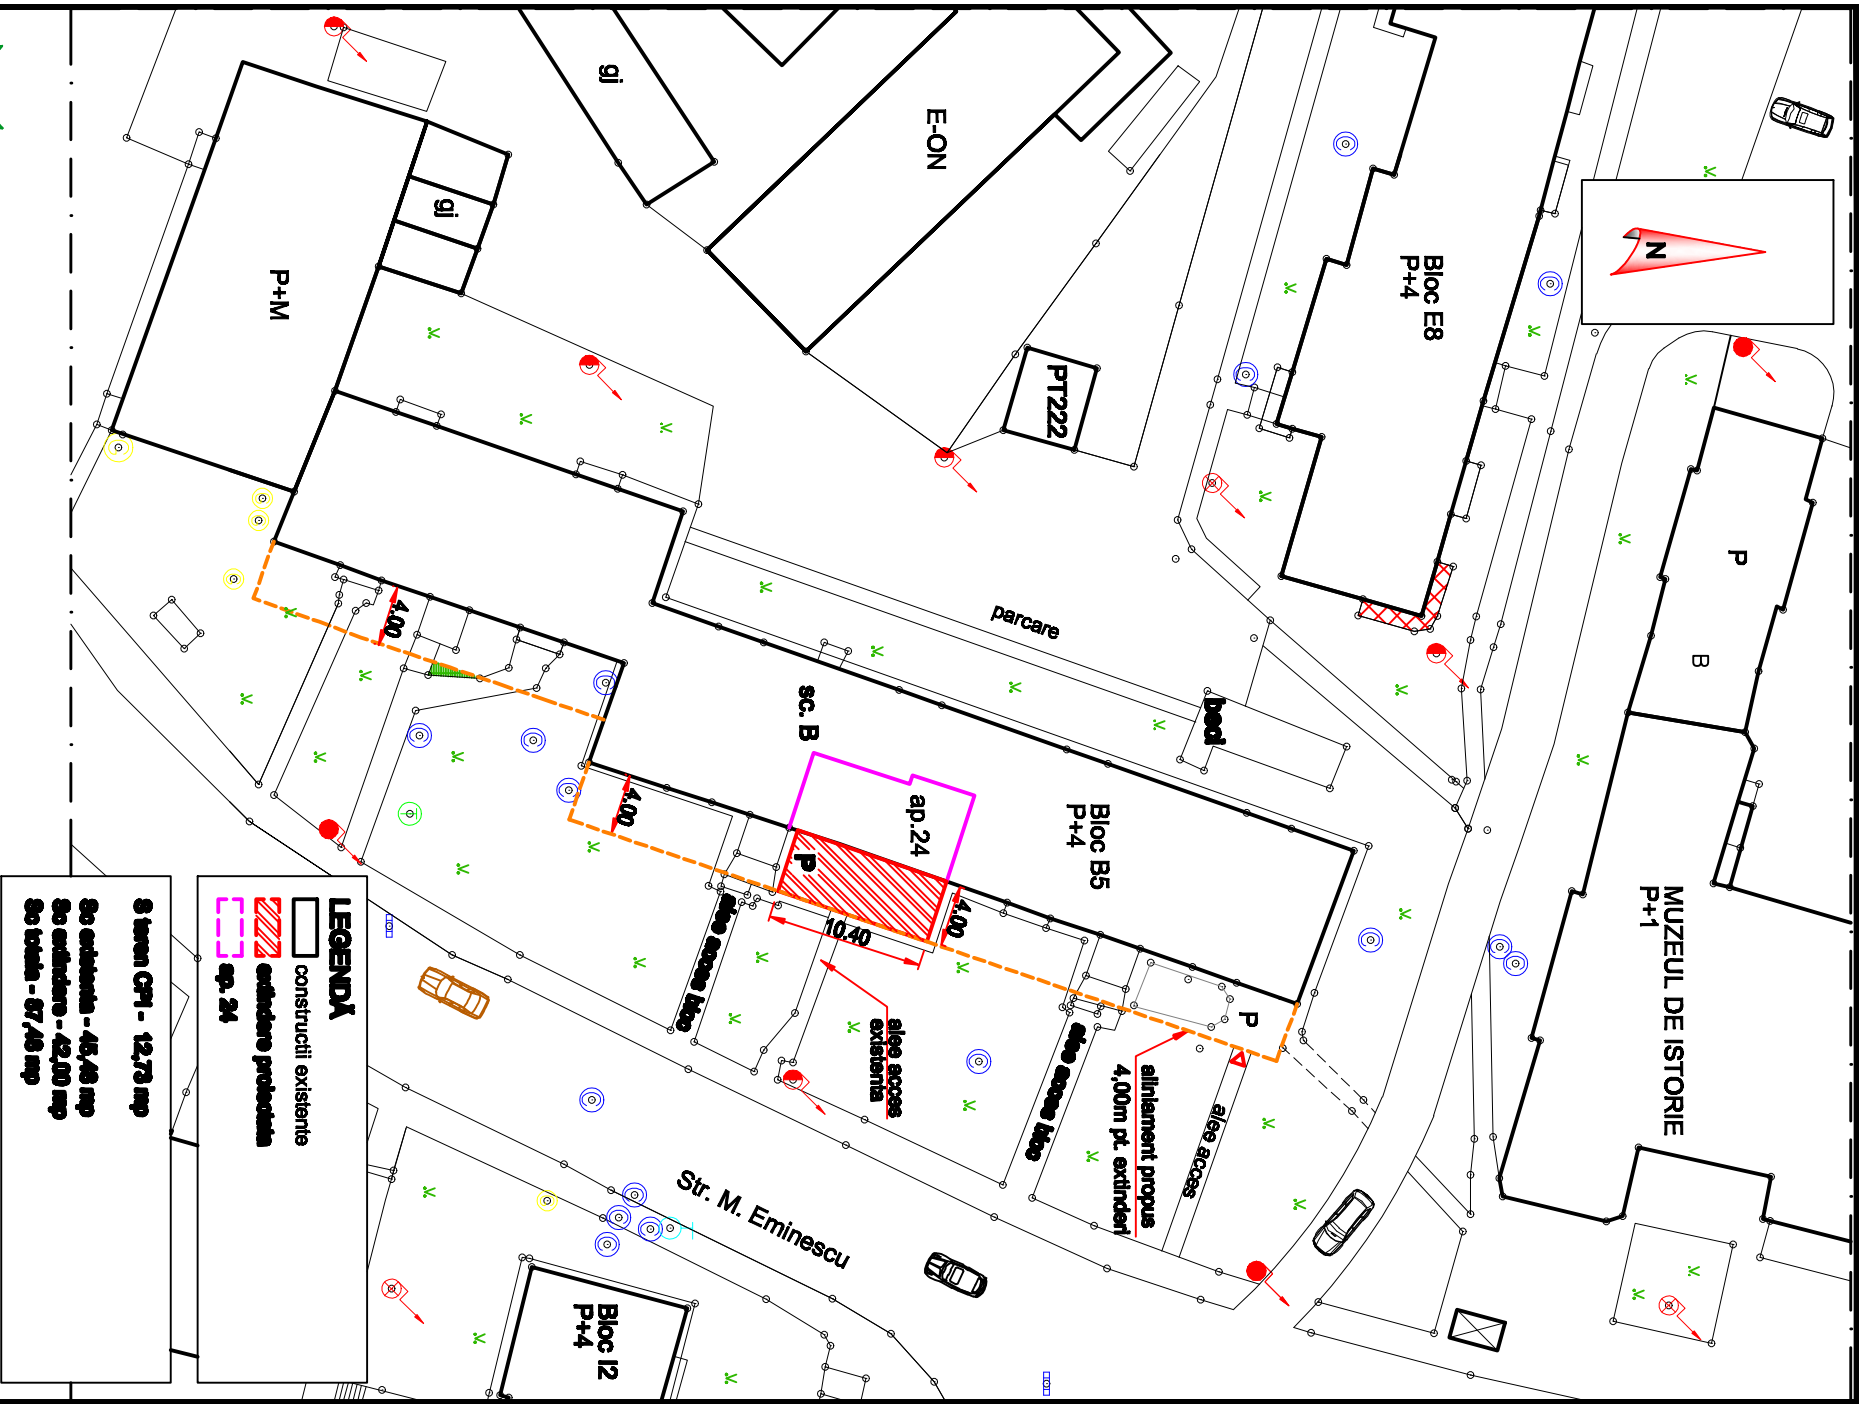 gj
E-ON
N
Bloc E8
P+4
gj
P+M
PT222
P
B
parcare
4.00
beci
sc. B
4.00
ap.24
Bloc B5
P+4
P
4.00
10.40
MUZEUL DE ISTORIE
P+1
alee acces bloc
P
alee acces
existenta
alee acces bloc
aliniament propus
4,00m pt. extinderi
alee acces
Str. M. Eminescu
Bloc I2
P+4
LEGENDĂ
constructii existente
extindere proiectata
ap. 24
S teren CPI - 12,73 mp
Sc existenta - 45,46 mp
Sc extindere - 42,00 mp
Sc totala - 87,46 mp